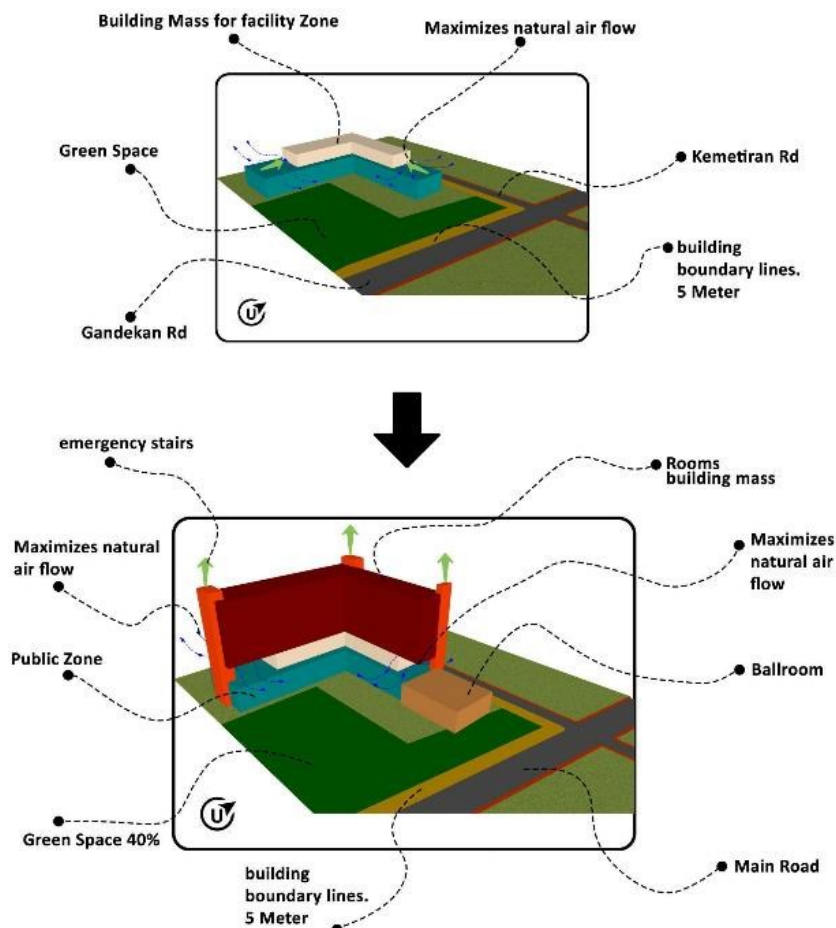 Building Mass for facility Zone
Maximizes natural air flow
Green Space
Kemetiran Rd
building
boundary lines.
5 Meter
Gandekan Rd
U
emergency stairs
Rooms
building mass
Maximizes natural
air flow
Maximizes
natural air
flow
Public Zone
Ballroom
U
Green Space 40%
building
boundary lines.
5 Meter
Main Road